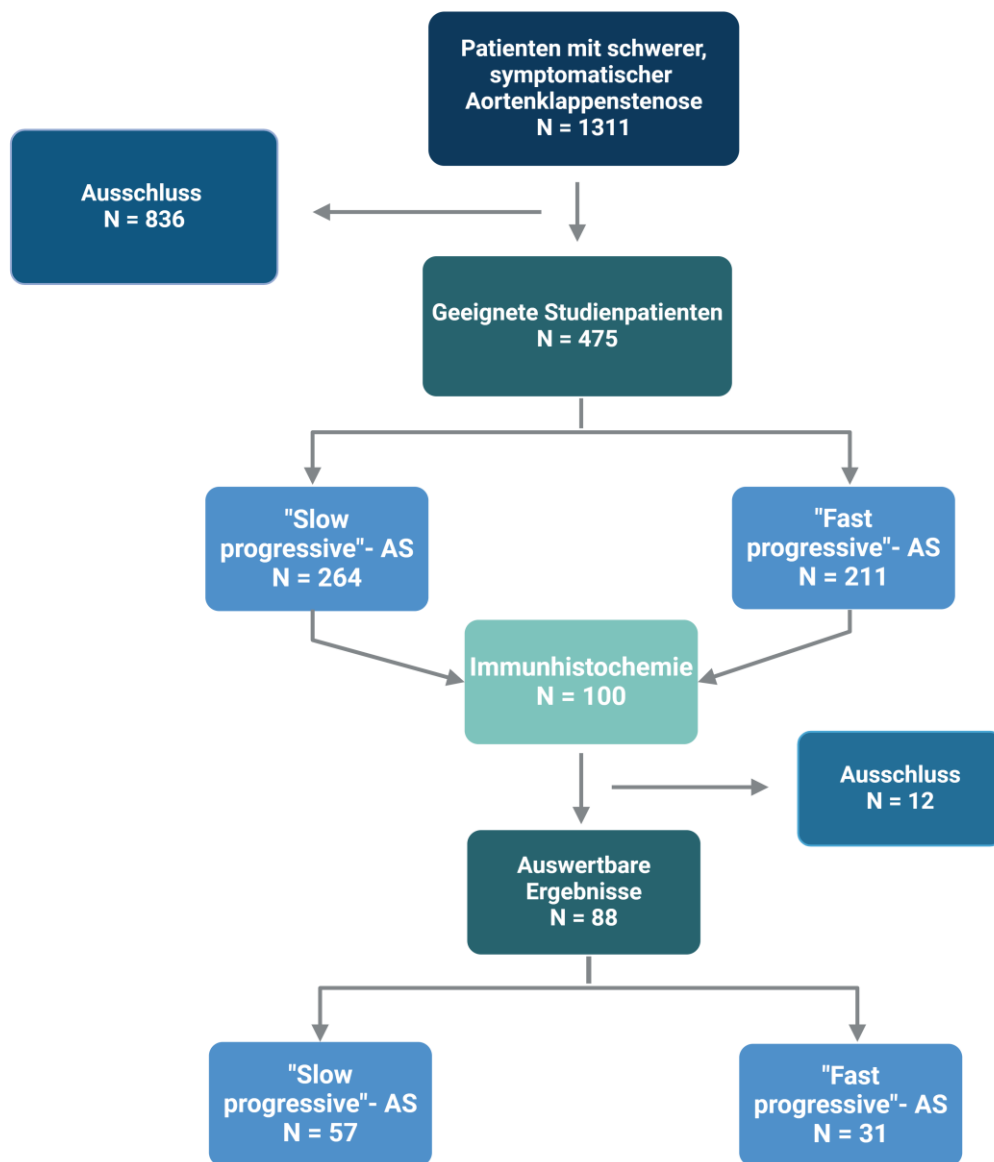 Patienten mit schwerer,
symptomatischer
Aortenklappenstenose
N = 1311
Ausschluss
N = 836
Geeignete Studienpatienten
N = 475
"Slow
progressive"- AS
N = 264
"Fast
progressive"- AS
N = 211
Immunhistochemie
N = 100
Ausschluss
N = 12
Auswertbare
Ergebnisse
N = 88
"Slow
progressive"- AS
N = 57
"Fast
progressive"- AS
N = 31